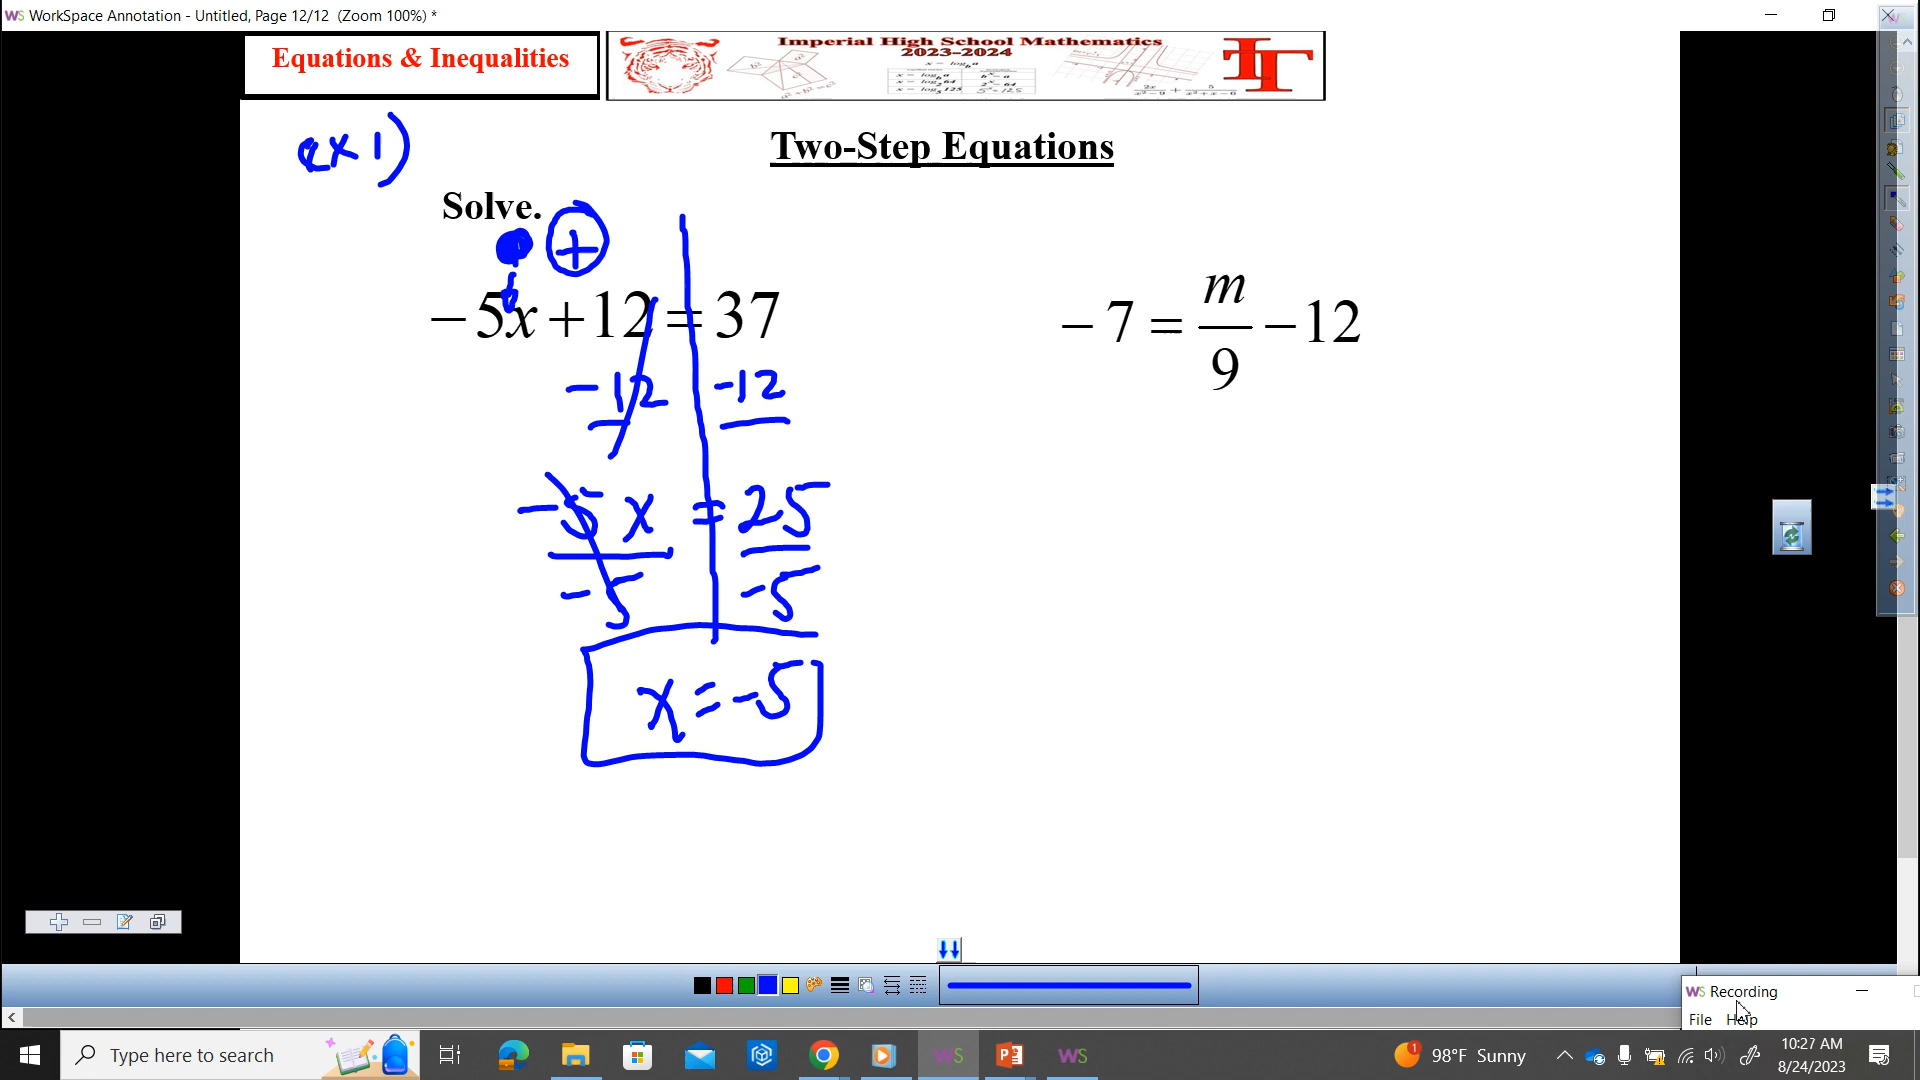 WS WorkSpace Annotation - Untitled, Page 12/12 (Zoom 100%) *
Equations & Inequalities
Imperial High School Mathematics
2023-2024
IT
ex 1)
Two-Step Equations
Solve.
+
-5x+12=37
-7=m/9-12
-12 -12
-5x = 25
-5 -5
x = -5
WS Recording
File Help
Type here to search
98°F Sunny
10:27 AM
8/24/2023